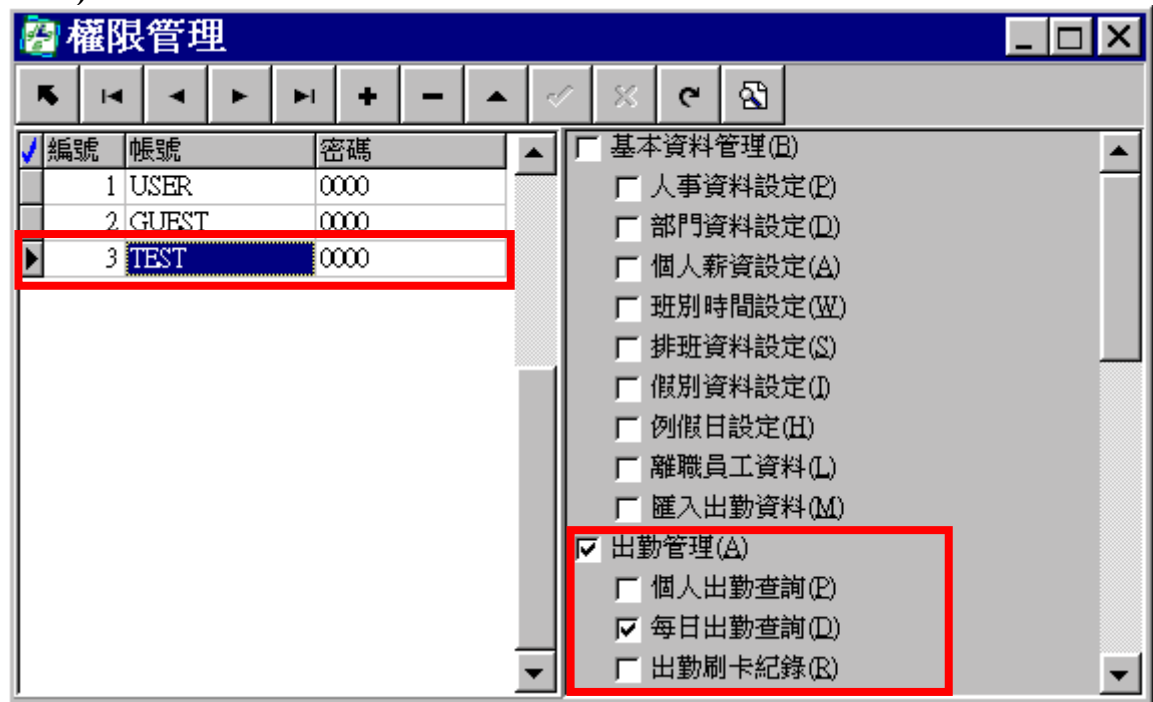 權限管理
編號 帳號 密碼
1 USER 0000
2 GUEST 0000
3 TEST 0000
基本資料管理(B)
人事資料設定(P)
部門資料設定(D)
個人薪資設定(A)
班別時間設定(W)
排班資料設定(S)
假別資料設定(I)
例假日設定(H)
離職員工資料(L)
匯入出勤資料(M)
出勤管理(A)
個人出勤查詢(P)
每日出勤查詢(D)
出勤刷卡紀錄(R)